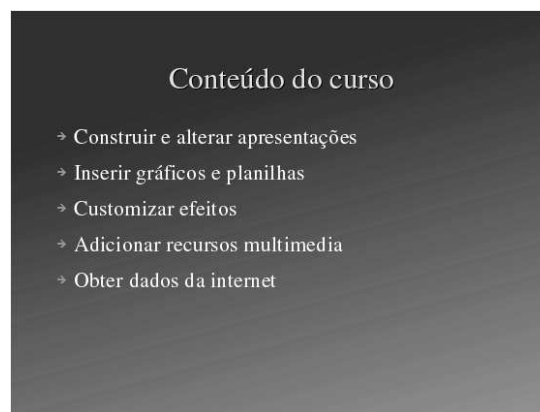 Conteúdo do curso
Construir e alterar apresentações
Inserir gráficos e planilhas
Customizar efeitos
Adicionar recursos multimedia
Obter dados da internet